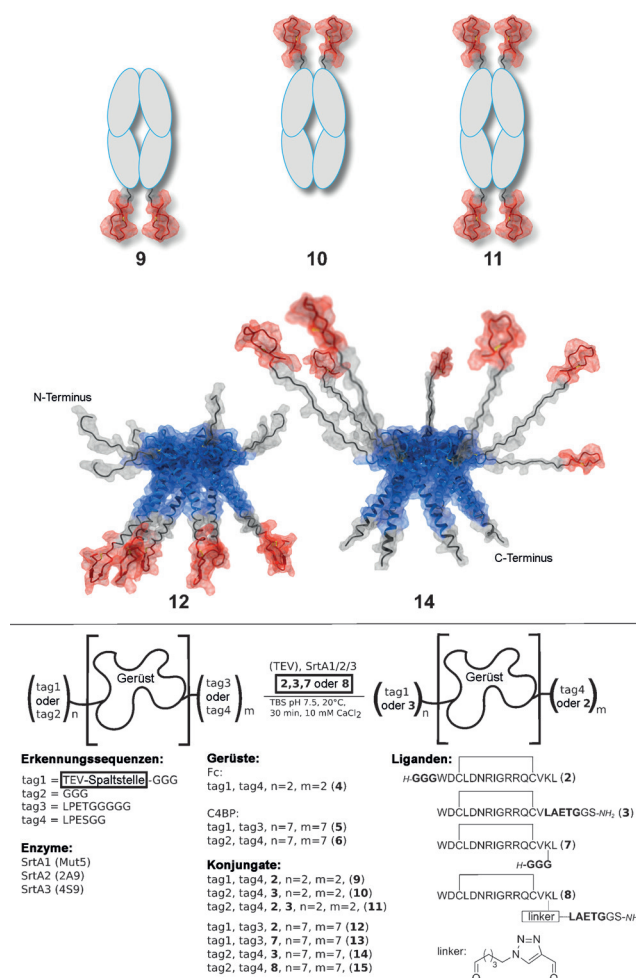 9
10
11
N-Terminus
C-Terminus
12
14
tag1
oder
tag2
n
Gerüst
tag3
oder
tag4
m
(TEV), SrtA1/2/3
2,3,7 oder 8
TBS pH 7.5, 20°C,
30 min, 10 mM CaCl₂
tag1
oder 3
n
Gerüst
tag4
oder 2
m
Erkennungssequenzen:
tag1 = TEV-Spaltstelle-GGG
tag2 = GGG
tag3 = LPETGGGGG
tag4 = LPESGG
Enzyme:
SrtA1 (Mut5)
SrtA2 (2A9)
SrtA3 (4S9)
Gerüste:
Fc:
tag1, tag4, n=2, m=2 (4)
C4BP:
tag1, tag3, n=7, m=7 (5)
tag2, tag4, n=7, m=7 (6)
Konjungate:
tag1, tag4, 2, n=2, m=2, (9)
tag2, tag4, 3, n=2, m=2, (10)
tag2, tag4, 2, 3, n=2, m=2, (11)
tag1, tag3, 2, n=7, m=7 (12)
tag1, tag3, 7, n=7, m=7 (13)
tag2, tag4, 3, n=7, m=7, (14)
tag2, tag4, 8, n=7, m=7, (15)
Liganden:
H-GGGWDCLDNRIGRRQCVKL (2)
WDCLDNRIGRRQCVKLAETGGS-NH₂ (3)
WDCLDNRIGRRQCVKL (7)
H-GGG
WDCLDNRIGRRQCVKL (8)
linker LAETGGS-NH
linker:
O
3
N
N=N
O